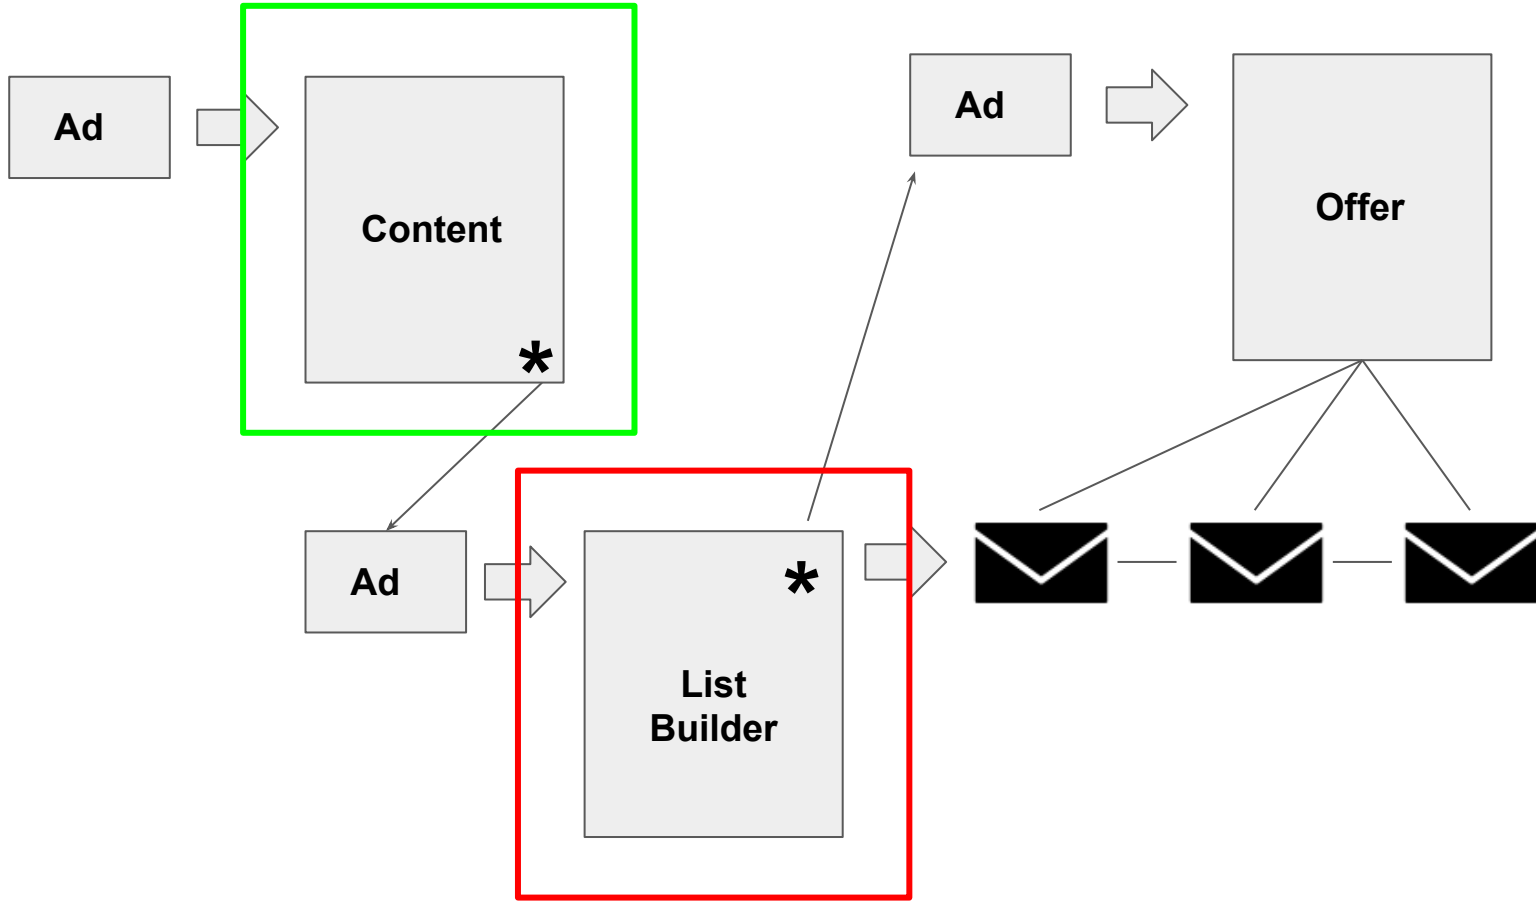 Ad
Content
*
Ad
Offer
Ad
*
List
Builder